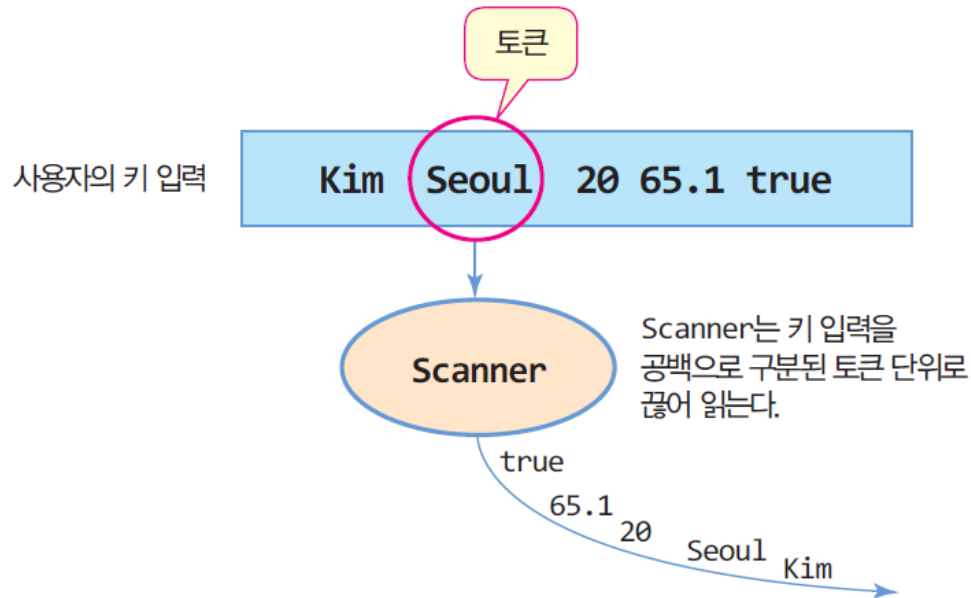 토큰
사용자의 키 입력
Kim Seoul 20 65.1 true
Scanner
Scanner는 키 입력을
공백으로 구분된 토큰 단위로
끊어 읽는다.
true
65.1
20
Seoul
Kim